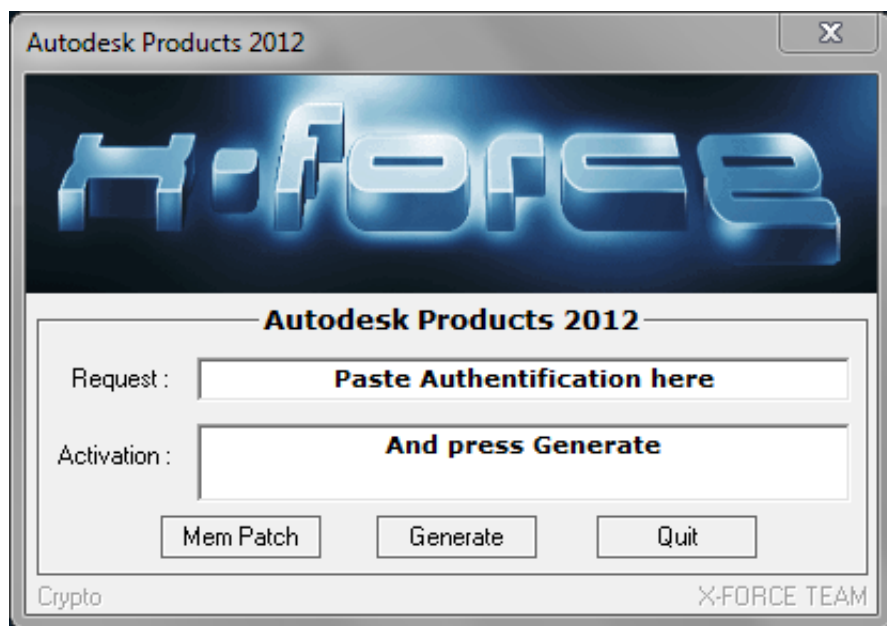 Autodesk Products 2012
x-force
Autodesk Products 2012
Request :
Paste Authentification here
Activation :
And press Generate
Mem Patch
Generate
Quit
Crypto
X-FORCE TEAM